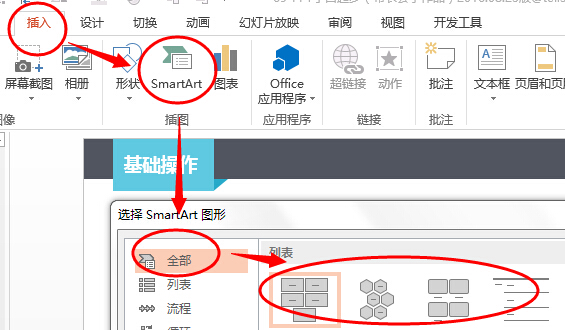 插入 设计 切换 动画 幻灯片放映 审阅 视图 开发工具
屏幕截图 相册 形状 SmartArt 图表 Office 应用程序 超链接 动作 批注 文本框 页眉和页
图像 插图 应用程序 链接 批注
基础操作
选择 SmartArt 图形
全部
列表
列表
流程